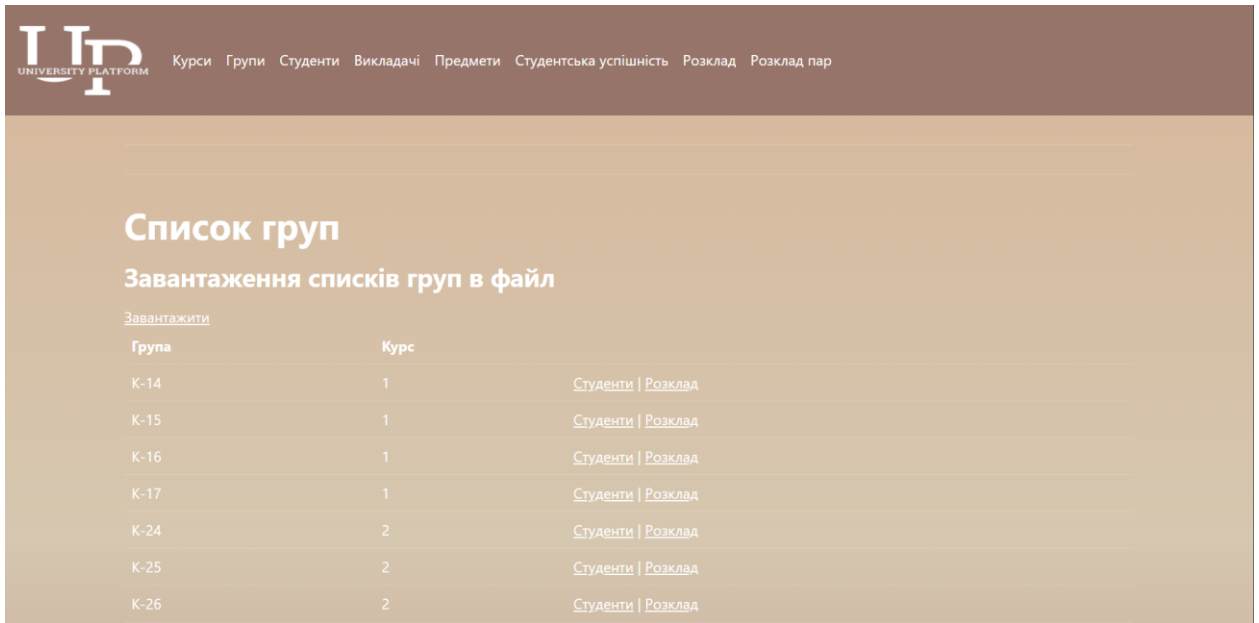 UP
UNIVERSITY PLATFORM
Курси Групи Студенти Викладачі Предмети Студентська успішність Розклад Розклад пар
Список груп
Завантаження списків груп в файл
Завантажити
Група Курс
К-14 1 Студенти | Розклад
К-15 1 Студенти | Розклад
К-16 1 Студенти | Розклад
К-17 1 Студенти | Розклад
К-24 2 Студенти | Розклад
К-25 2 Студенти | Розклад
К-26 2 Студенти | Розклад